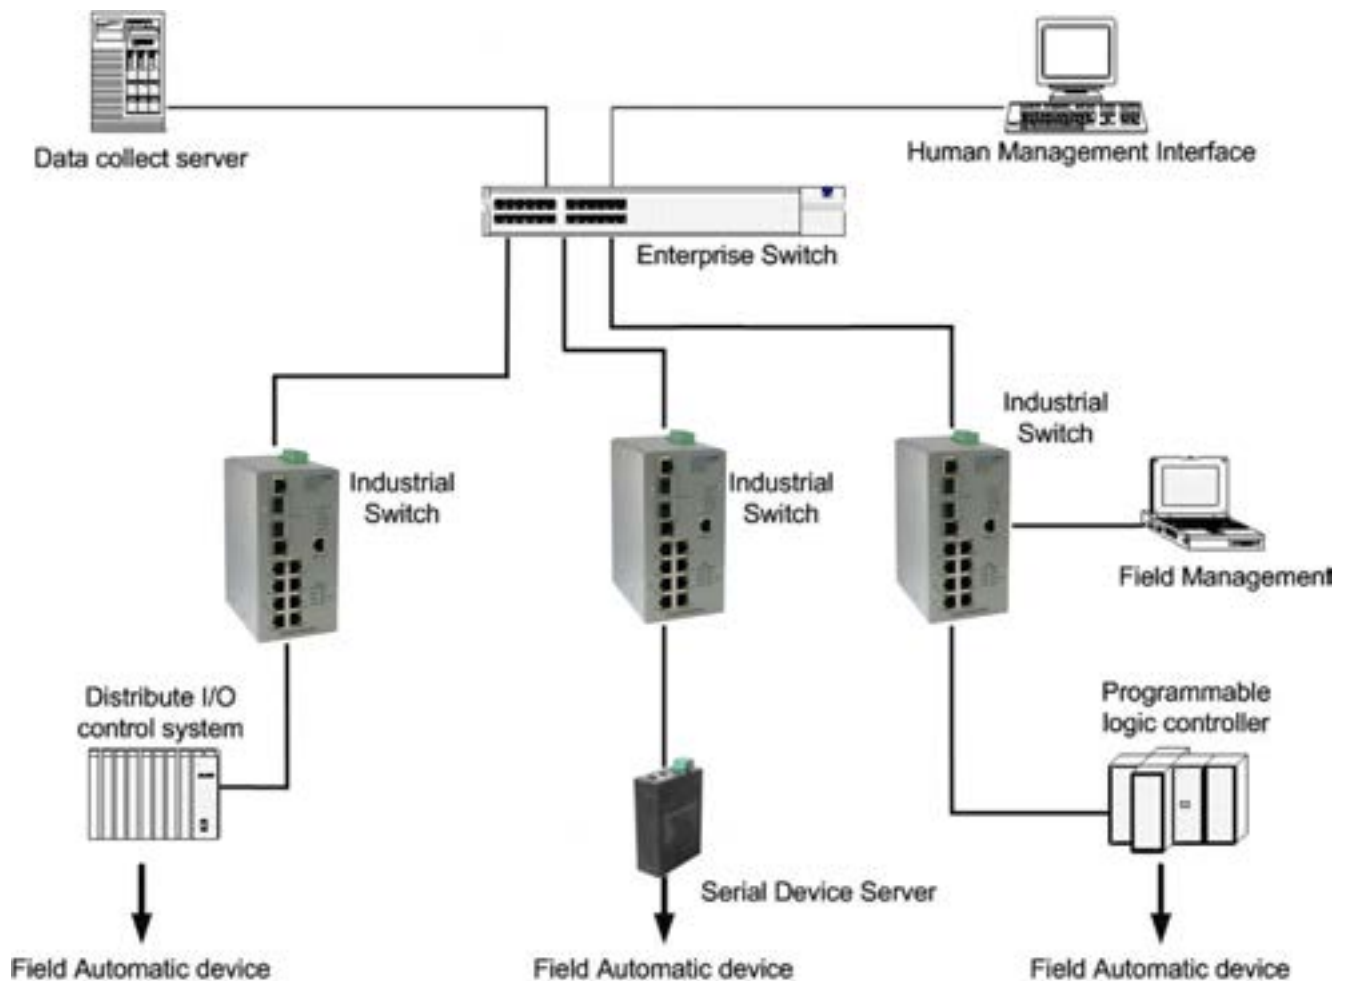 Data collect server
Human Management Interface
Enterprise Switch
Industrial
Switch
Industrial
Switch
Industrial
Switch
Field Management
Distribute I/O
control system
Programmable
logic controller
Serial Device Server
Field Automatic device
Field Automatic device
Field Automatic device